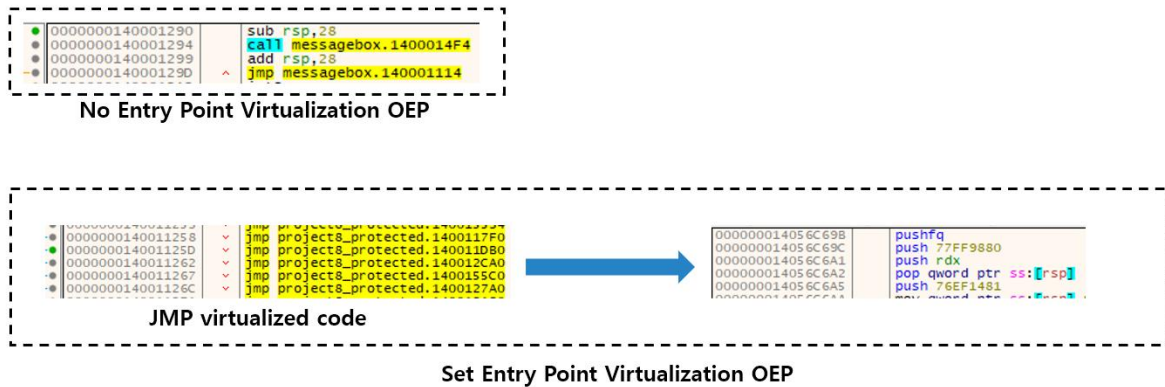 0000000140001290 sub rsp,28
0000000140001294 call messagebox.1400014F4
0000000140001299 add rsp,28
000000014000129D ^ jmp messagebox.140001114
No Entry Point Virtualization OEP
0000000140011258 jmp project8_protected.1400117F0
000000014001125D jmp project8_protected.140011DB0
0000000140011262 jmp project8_protected.140012CA0
0000000140011267 jmp project8_protected.1400155C0
000000014001126C jmp project8_protected.1400127A0
000000014056C69B pushfq
000000014056C69C push 77FF9880
000000014056C6A1 push rdx
000000014056C6A2 pop qword ptr ss:[rsp]
000000014056C6A5 push 76EF1481
JMP virtualized code
Set Entry Point Virtualization OEP